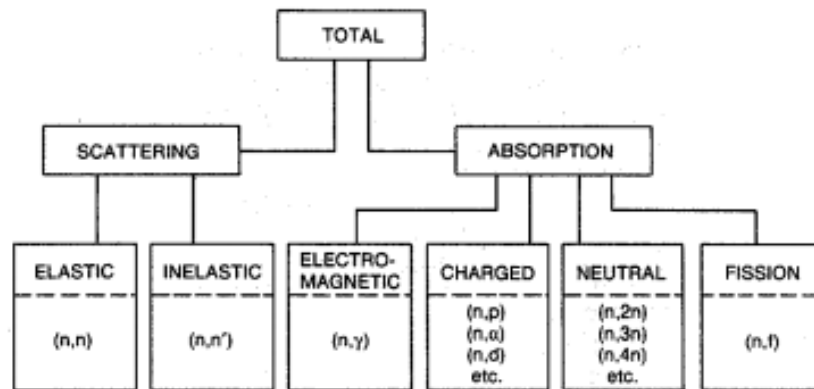 TOTAL
SCATTERING
ABSORPTION
ELASTIC
(n,n)
INELASTIC
(n,n′)
ELECTRO-
MAGNETIC
(n,γ)
CHARGED
(n,p)
(n,α)
(n,d)
etc.
NEUTRAL
(n,2n)
(n,3n)
(n,4n)
etc.
FISSION
(n,f)